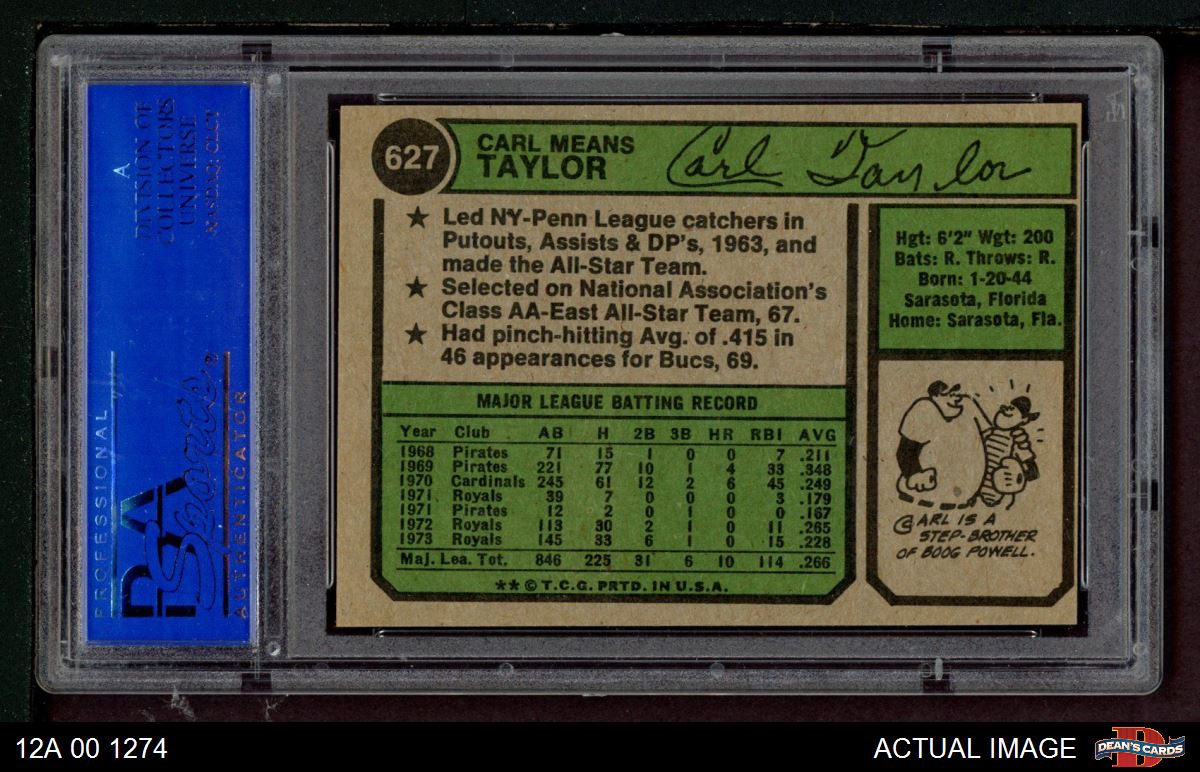 A
DIVISION OF
COLLECTORS
UNIVERSE
NASDAQ: CLCT
PROFESSIONAL
PSA
Sports
AUTHENTICATOR
627
CARL MEANS
TAYLOR
Carl Taylor
★ Led NY-Penn League catchers in
Putouts, Assists & DP's, 1963, and
made the All-Star Team.
★ Selected on National Association's
Class AA-East All-Star Team, 67.
★ Had pinch-hitting Avg. of .415 in
46 appearances for Bucs, 69.
Hgt: 6'2" Wgt: 200
Bats: R. Throws: R.
Born: 1-20-44
Sarasota, Florida
Home: Sarasota, Fla.
MAJOR LEAGUE BATTING RECORD
Year Club AB H 2B 3B HR RBI AVG
1968 Pirates 71 15 1 0 0 7 .211
1969 Pirates 221 77 10 1 4 33 .348
1970 Cardinals 245 61 12 2 6 45 .249
1971 Royals 39 7 0 0 0 3 .179
1971 Pirates 12 2 0 1 0 0 .167
1972 Royals 113 30 2 1 0 11 .265
1973 Royals 145 33 6 1 0 15 .228
Maj. Lea. Tot. 846 225 31 6 10 114 .266
** © T.C.G. PRTD. IN U.S.A.
CARL IS A
STEP-BROTHER
OF BOOG POWELL.
12A 00 1274
ACTUAL IMAGE
DEAN'S CARDS